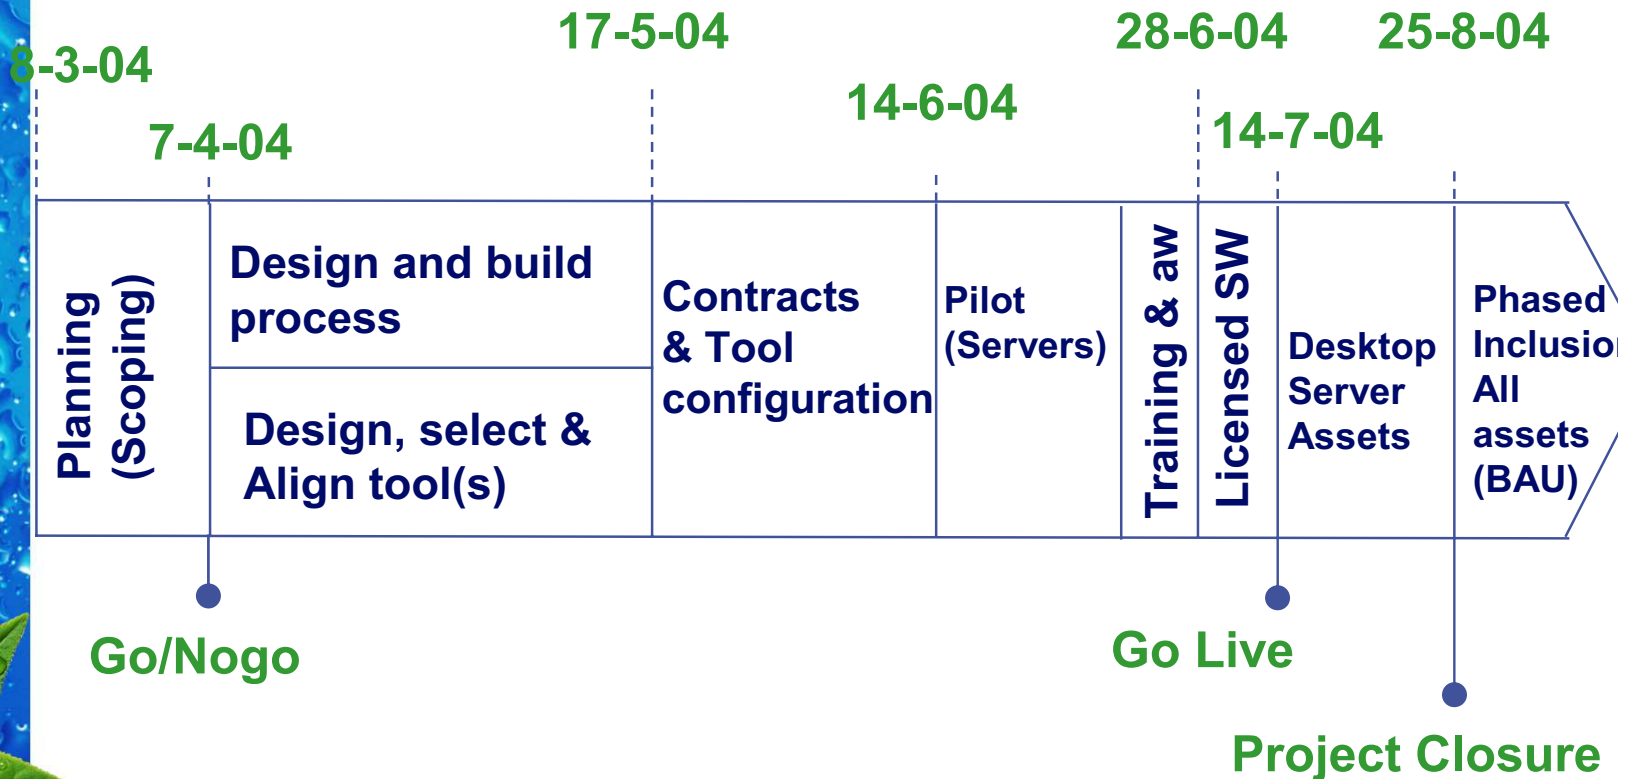 8-3-04
7-4-04
17-5-04
14-6-04
28-6-04
14-7-04
25-8-04
Planning
(Scoping)
Design and build
process
Design, select &
Align tool(s)
Contracts
& Tool
configuration
Pilot
(Servers)
Training & aw
Licensed SW
Desktop
Server
Assets
Phased
Inclusion
All
assets
(BAU)
Go/Nogo
Go Live
Project Closure